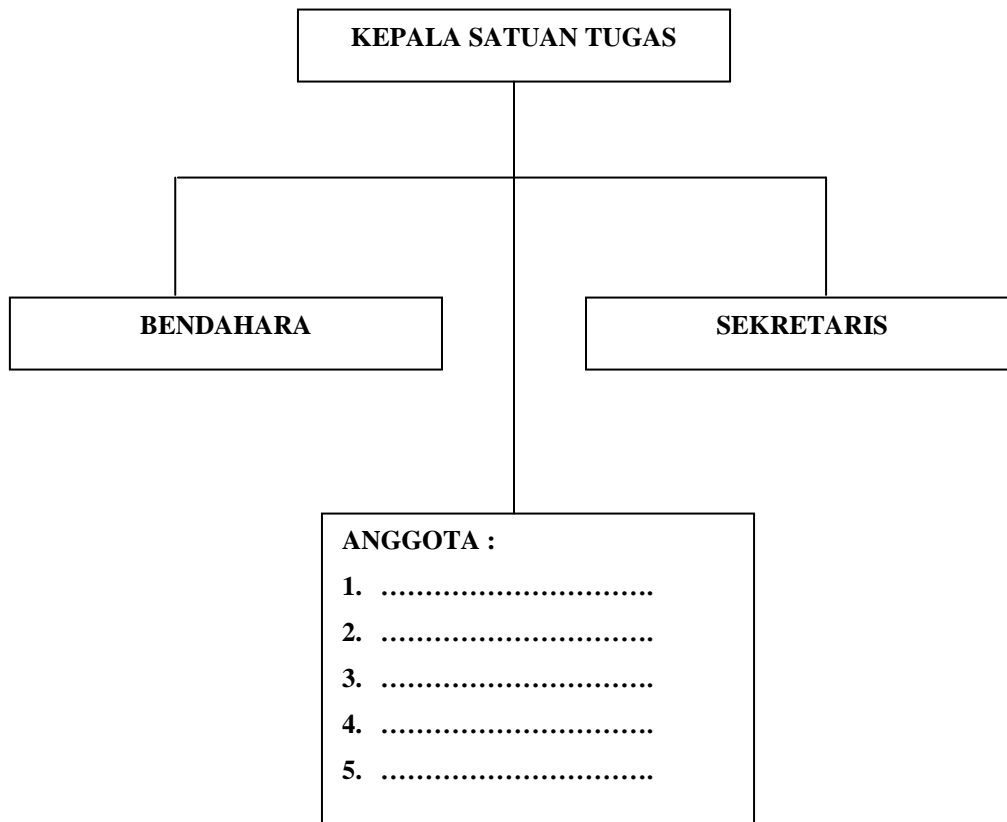 KEPALA SATUAN TUGAS
BENDAHARA
SEKRETARIS
ANGGOTA :
1. ………………………….
2. ………………………….
3. ………………………….
4. ………………………….
5. ………………………….